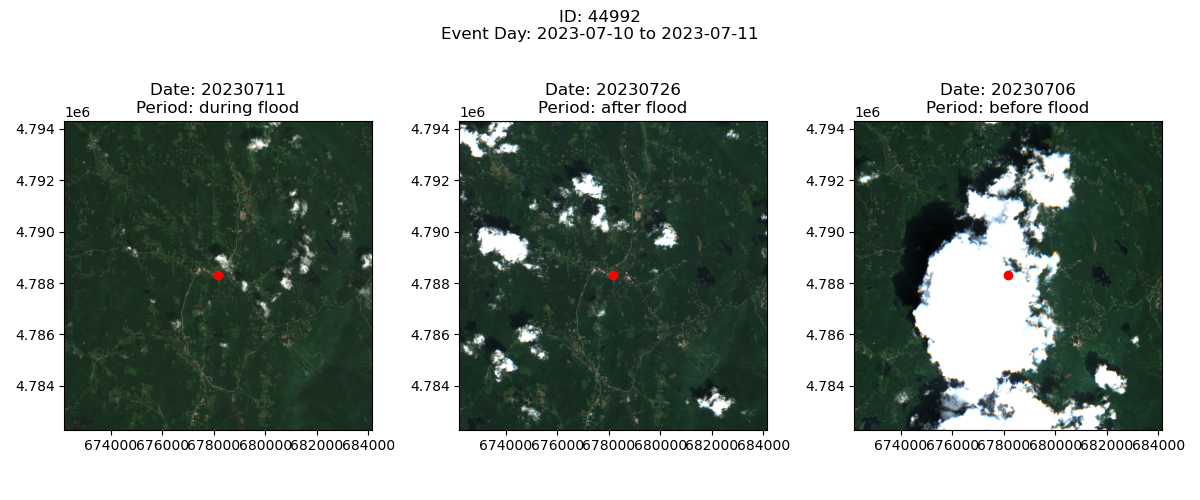 ID: 44992
Event Day: 2023-07-10 to 2023-07-11
Date: 20230711
Period: during flood
1e6
4.794
4.792
4.790
4.788
4.786
4.784
674000 676000 678000 680000 682000 684000
Date: 20230726
Period: after flood
1e6
4.794
4.792
4.790
4.788
4.786
4.784
674000 676000 678000 680000 682000 684000
Date: 20230706
Period: before flood
1e6
4.794
4.792
4.790
4.788
4.786
4.784
674000 676000 678000 680000 682000 684000